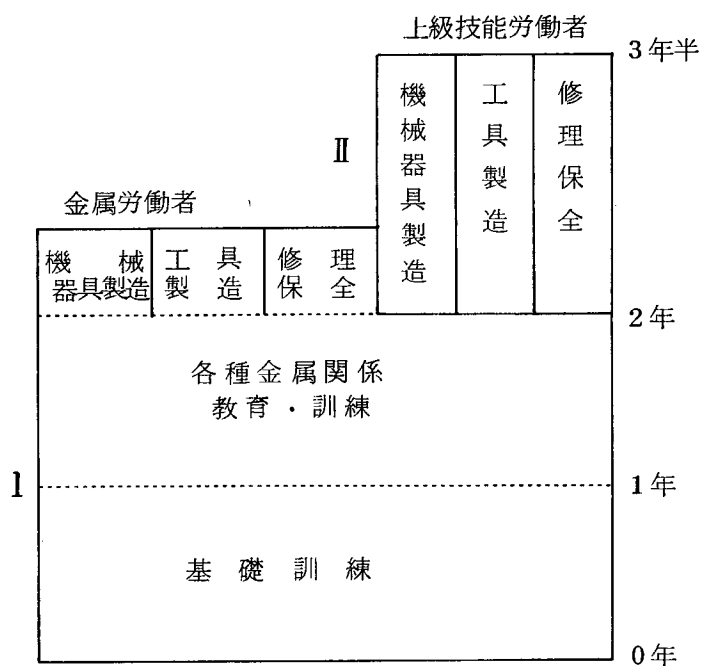 上級技能労働者
3年半
機械器具製造
工具製造
修理保全
II
金属労働者
機械
器具製造
工具
製造
修理
保全
2年
各種金属関係
教育・訓練
I
1年
基礎訓練
0年